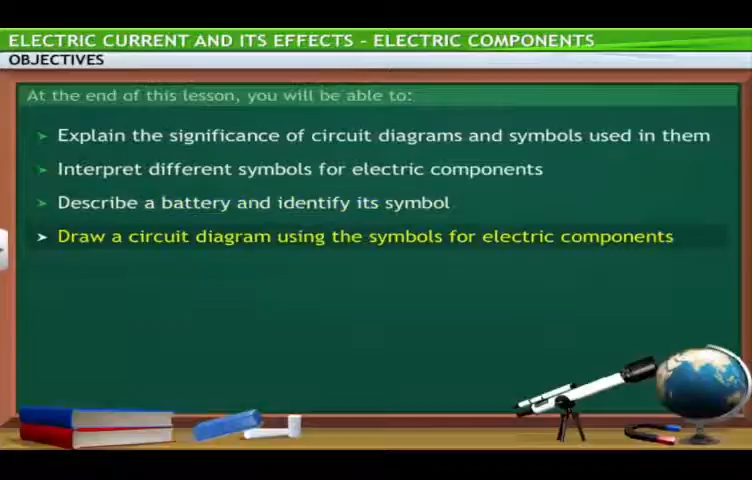 ELECTRIC CURRENT AND ITS EFFECTS - ELECTRIC COMPONENTS
OBJECTIVES
At the end of this lesson, you will be able to:
Explain the significance of circuit diagrams and symbols used in them
Interpret different symbols for electric components
Describe a battery and identify its symbol
Draw a circuit diagram using the symbols for electric components